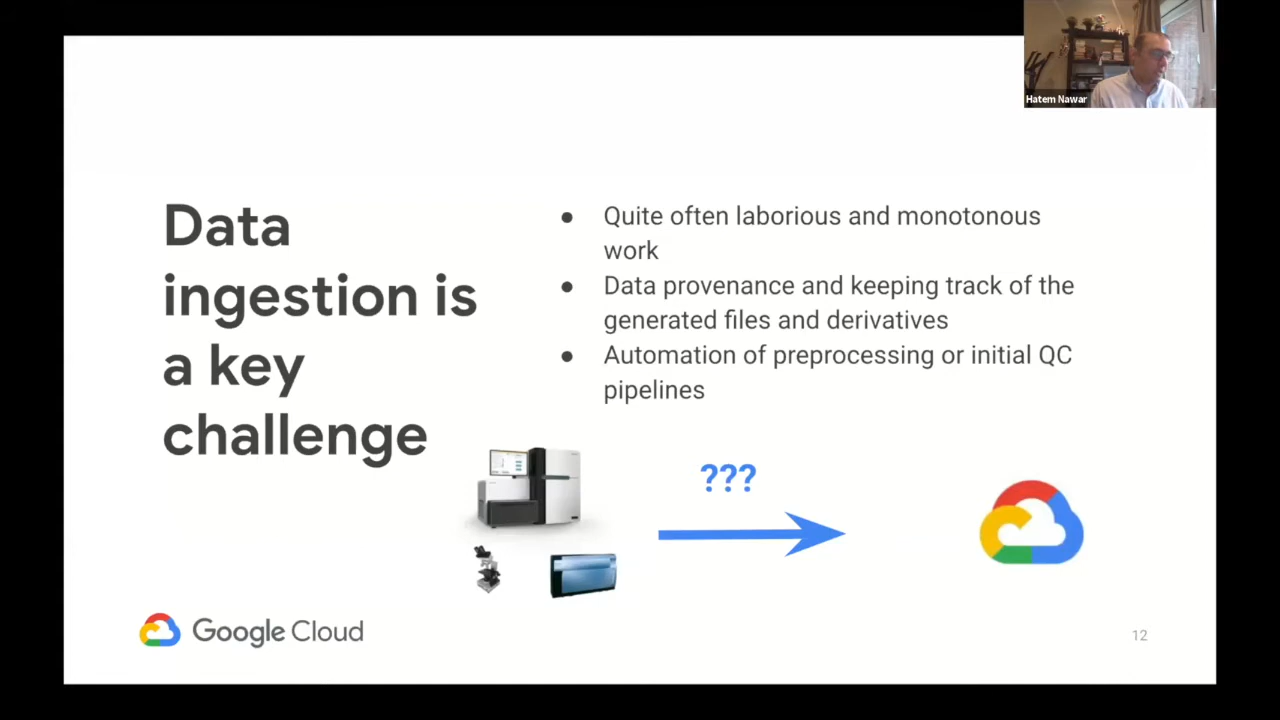 Hatem Nawar
Data
ingestion is
a key
challenge
● Quite often laborious and monotonous
work
● Data provenance and keeping track of the
generated files and derivatives
● Automation of preprocessing or initial QC
pipelines
???
Google Cloud
12